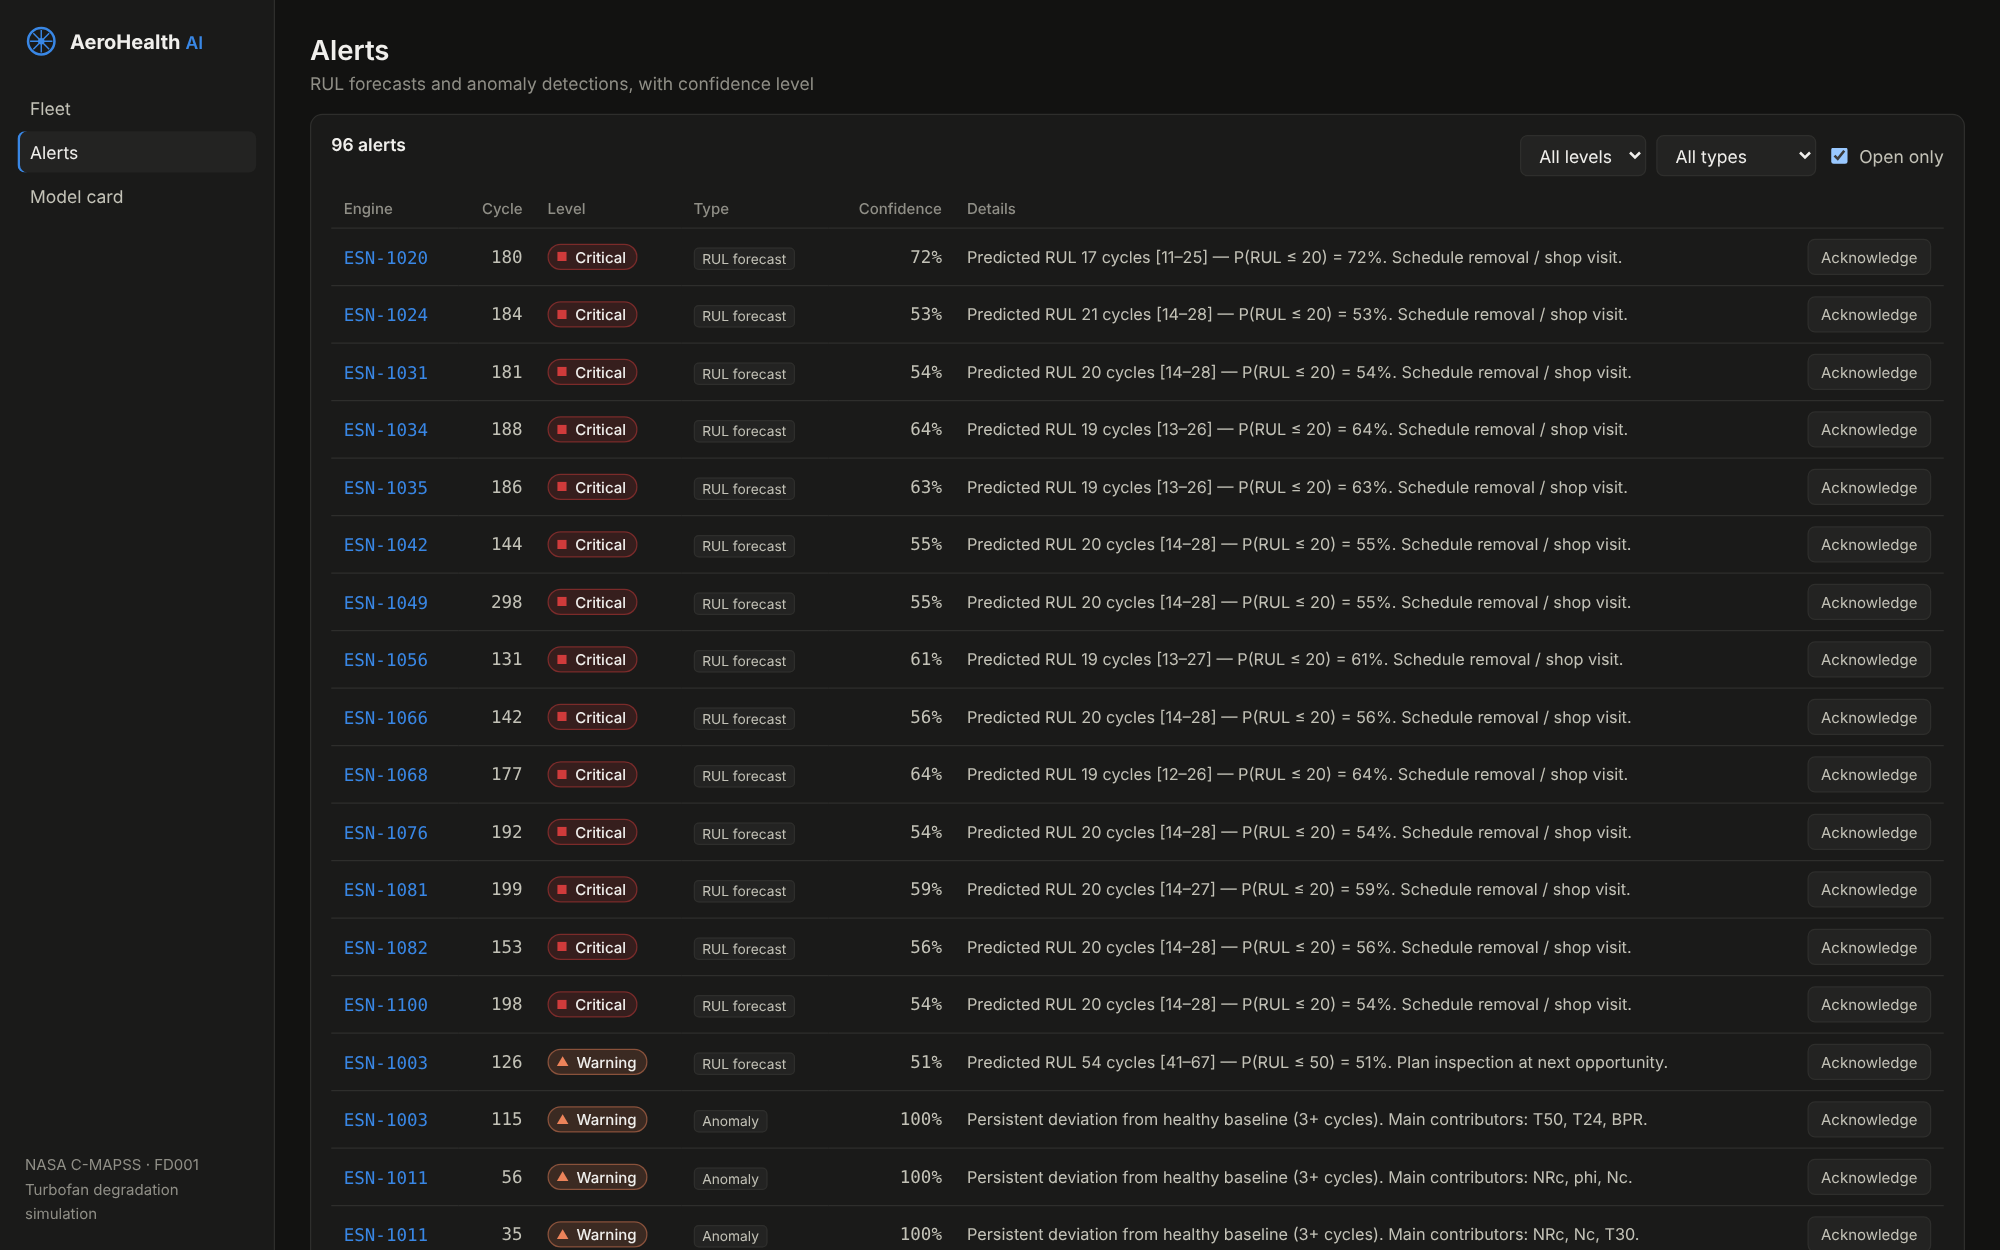 AeroHealth AI
Fleet
Alerts
Model card
NASA C-MAPSS · FD001
Turbofan degradation
simulation
Alerts
RUL forecasts and anomaly detections, with confidence level
96 alerts
All levels All types Open only
Engine Cycle Level Type Confidence Details
ESN-1020 180 Critical RUL forecast 72% Predicted RUL 17 cycles [11–25] — P(RUL ≤ 20) = 72%. Schedule removal / shop visit. Acknowledge
ESN-1024 184 Critical RUL forecast 53% Predicted RUL 21 cycles [14–28] — P(RUL ≤ 20) = 53%. Schedule removal / shop visit. Acknowledge
ESN-1031 181 Critical RUL forecast 54% Predicted RUL 20 cycles [14–28] — P(RUL ≤ 20) = 54%. Schedule removal / shop visit. Acknowledge
ESN-1034 188 Critical RUL forecast 64% Predicted RUL 19 cycles [13–26] — P(RUL ≤ 20) = 64%. Schedule removal / shop visit. Acknowledge
ESN-1035 186 Critical RUL forecast 63% Predicted RUL 19 cycles [13–26] — P(RUL ≤ 20) = 63%. Schedule removal / shop visit. Acknowledge
ESN-1042 144 Critical RUL forecast 55% Predicted RUL 20 cycles [14–28] — P(RUL ≤ 20) = 55%. Schedule removal / shop visit. Acknowledge
ESN-1049 298 Critical RUL forecast 55% Predicted RUL 20 cycles [14–28] — P(RUL ≤ 20) = 55%. Schedule removal / shop visit. Acknowledge
ESN-1056 131 Critical RUL forecast 61% Predicted RUL 19 cycles [13–27] — P(RUL ≤ 20) = 61%. Schedule removal / shop visit. Acknowledge
ESN-1066 142 Critical RUL forecast 56% Predicted RUL 20 cycles [14–28] — P(RUL ≤ 20) = 56%. Schedule removal / shop visit. Acknowledge
ESN-1068 177 Critical RUL forecast 64% Predicted RUL 19 cycles [12–26] — P(RUL ≤ 20) = 64%. Schedule removal / shop visit. Acknowledge
ESN-1076 192 Critical RUL forecast 54% Predicted RUL 20 cycles [14–28] — P(RUL ≤ 20) = 54%. Schedule removal / shop visit. Acknowledge
ESN-1081 199 Critical RUL forecast 59% Predicted RUL 20 cycles [14–27] — P(RUL ≤ 20) = 59%. Schedule removal / shop visit. Acknowledge
ESN-1082 153 Critical RUL forecast 56% Predicted RUL 20 cycles [14–28] — P(RUL ≤ 20) = 56%. Schedule removal / shop visit. Acknowledge
ESN-1100 198 Critical RUL forecast 54% Predicted RUL 20 cycles [14–28] — P(RUL ≤ 20) = 54%. Schedule removal / shop visit. Acknowledge
ESN-1003 126 Warning RUL forecast 51% Predicted RUL 54 cycles [41–67] — P(RUL ≤ 50) = 51%. Plan inspection at next opportunity. Acknowledge
ESN-1003 115 Warning Anomaly 100% Persistent deviation from healthy baseline (3+ cycles). Main contributors: T50, T24, BPR. Acknowledge
ESN-1011 56 Warning Anomaly 100% Persistent deviation from healthy baseline (3+ cycles). Main contributors: NRc, phi, Nc. Acknowledge
ESN-1011 35 Warning Anomaly 100% Persistent deviation from healthy baseline (3+ cycles). Main contributors: NRc, Nc, T30. Acknowledge